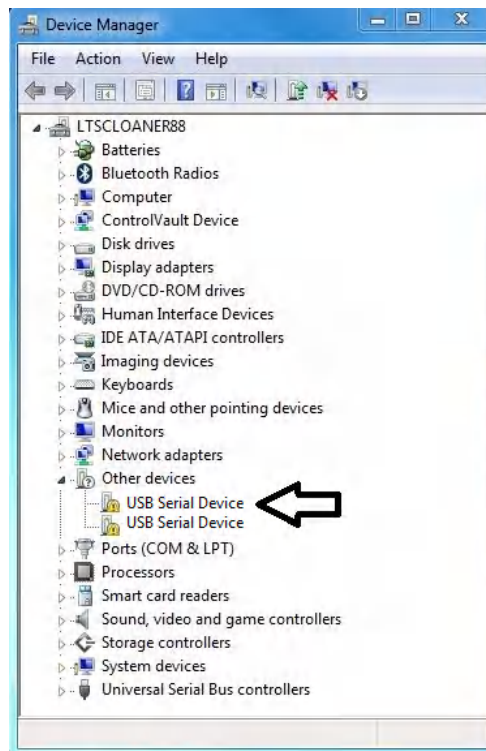 Device Manager
File Action View Help
LTSCLOANER88
Batteries
Bluetooth Radios
Computer
ControlVault Device
Disk drives
Display adapters
DVD/CD-ROM drives
Human Interface Devices
IDE ATA/ATAPI controllers
Imaging devices
Keyboards
Mice and other pointing devices
Monitors
Network adapters
Other devices
USB Serial Device
USB Serial Device
Ports (COM & LPT)
Processors
Smart card readers
Sound, video and game controllers
Storage controllers
System devices
Universal Serial Bus controllers